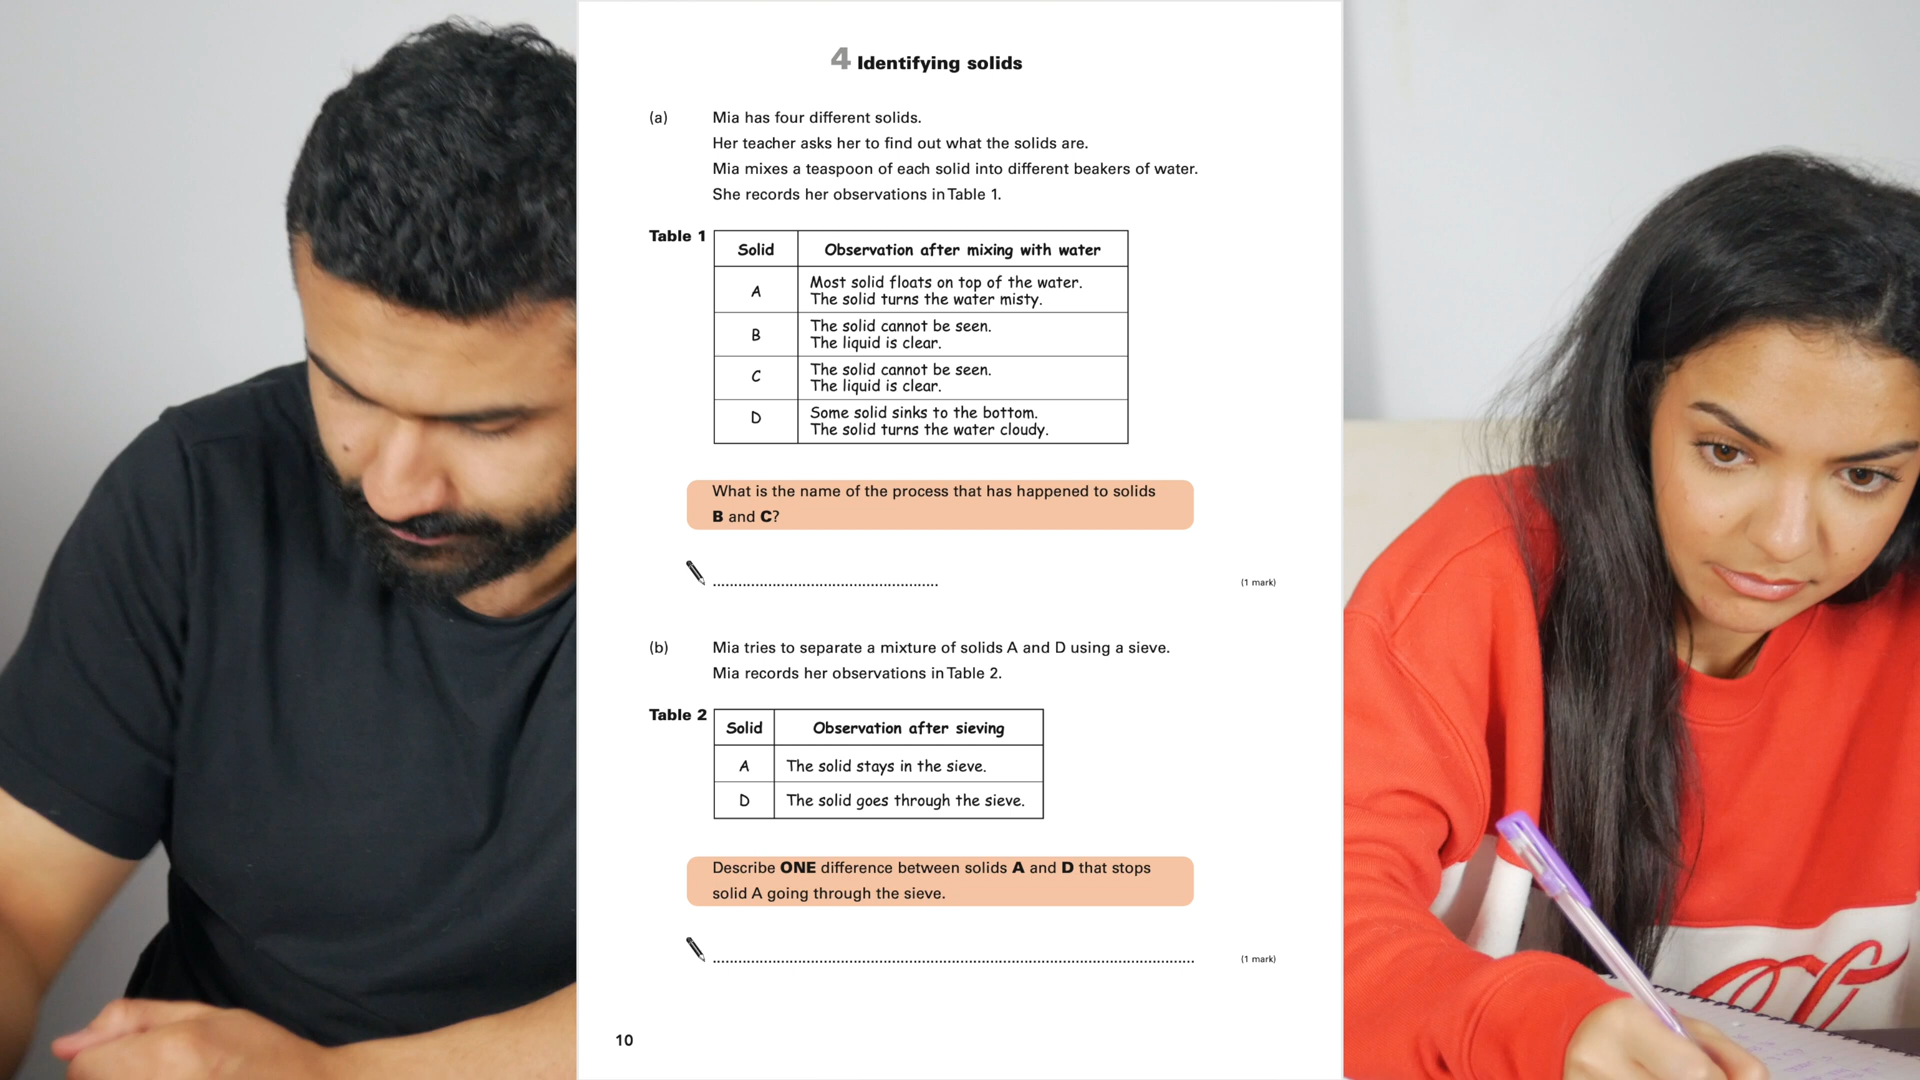 4 Identifying solids
(a) Mia has four different solids.
Her teacher asks her to find out what the solids are.
Mia mixes a teaspoon of each solid into different beakers of water.
She records her observations in Table 1.
Table 1
Solid Observation after mixing with water
A Most solid floats on top of the water.
The solid turns the water misty.
B The solid cannot be seen.
The liquid is clear.
C The solid cannot be seen.
The liquid is clear.
D Some solid sinks to the bottom.
The solid turns the water cloudy.
What is the name of the process that has happened to solids
B and C?
(1 mark)
(b) Mia tries to separate a mixture of solids A and D using a sieve.
Mia records her observations in Table 2.
Table 2
Solid Observation after sieving
A The solid stays in the sieve.
D The solid goes through the sieve.
Describe ONE difference between solids A and D that stops
solid A going through the sieve.
(1 mark)
10